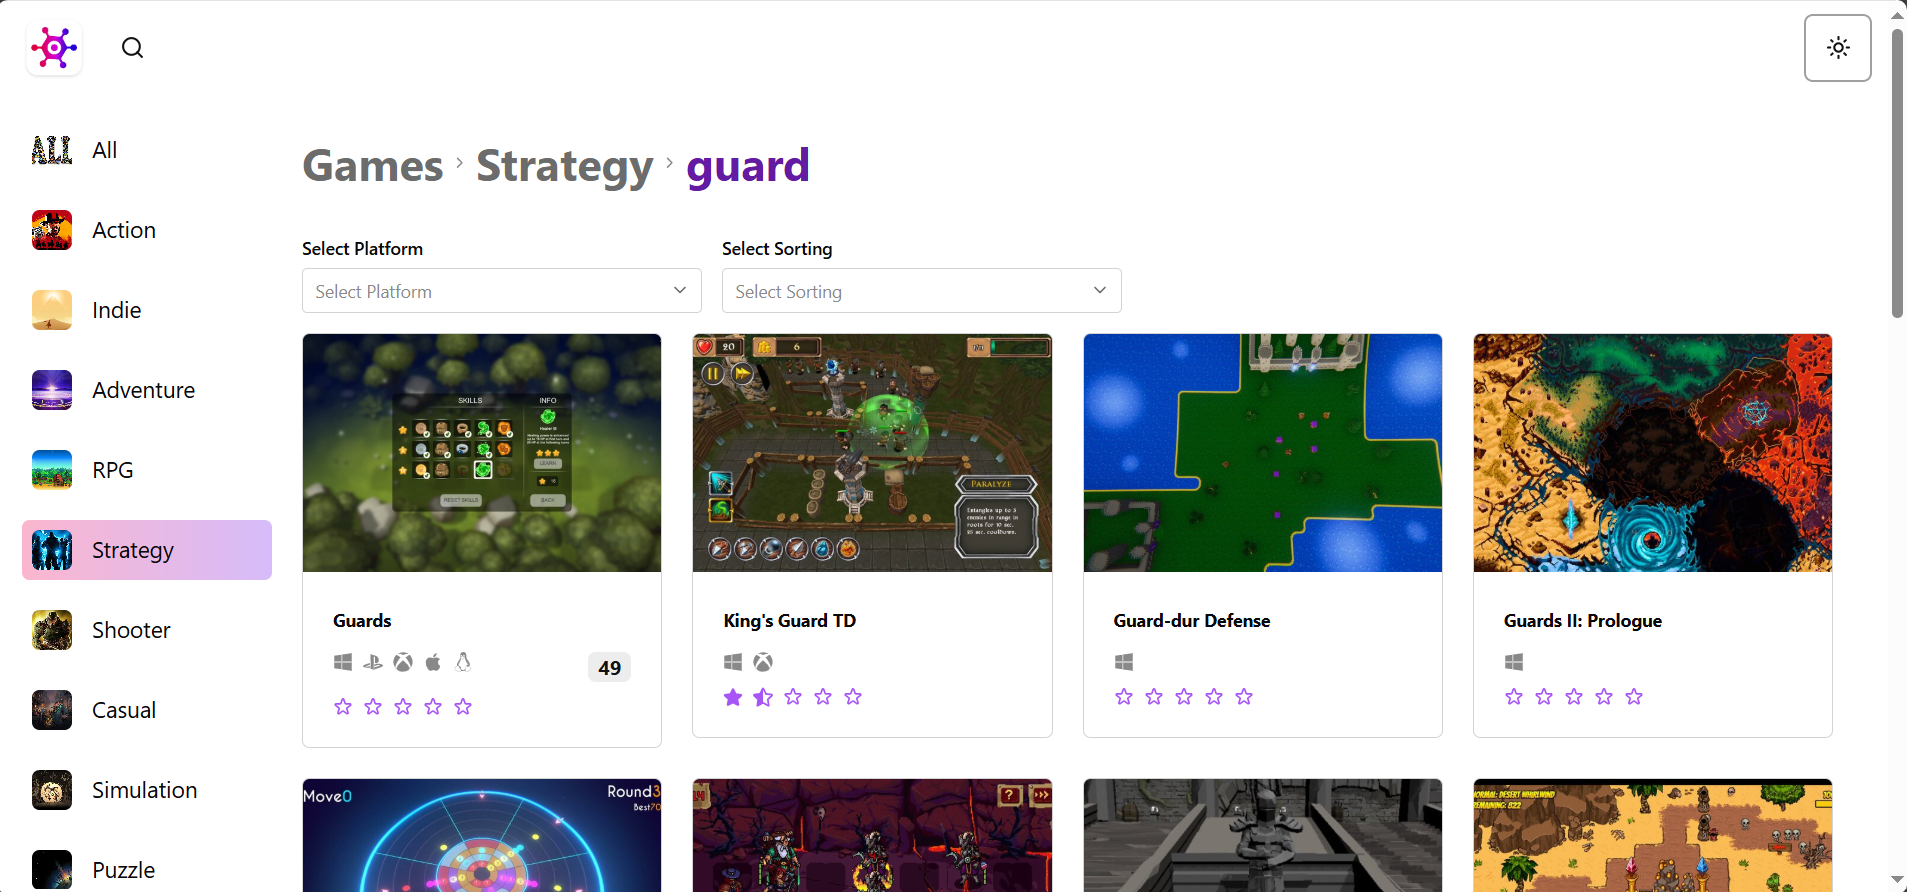 ALL
All
Action
Indie
Adventure
RPG
Strategy
Shooter
Casual
Simulation
Puzzle
Games › Strategy › guard
Select Platform
Select Platform
Select Sorting
Select Sorting
SKILLS
INFO
LEARN
RESET SKILLS
BACK
Guards
49
20
6
PARALYZE
Entangles up to 3
enemies in range in
roots for 10 sec.
25 sec. cooldown.
King's Guard TD
Guard-dur Defense
Guards II: Prologue
Move0
Round3
Best70
?
NORMAL: DESERT WHIRLWIND
REMAINING: 822